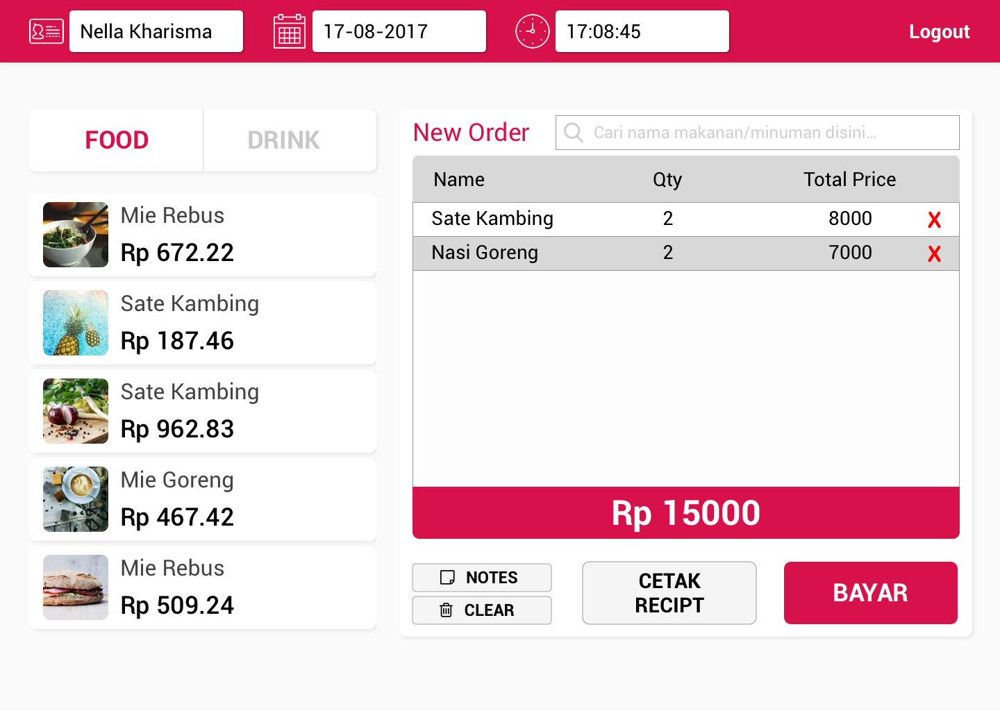 Nella Kharisma
17-08-2017
17:08:45
Logout
FOOD
DRINK
Mie Rebus
Rp 672.22
Sate Kambing
Rp 187.46
Sate Kambing
Rp 962.83
Mie Goreng
Rp 467.42
Mie Rebus
Rp 509.24
New Order
Cari nama makanan/minuman disini...
Name Qty Total Price
Sate Kambing 2 8000 X
Nasi Goreng 2 7000 X
Rp 15000
NOTES
CLEAR
CETAK
RECIPT
BAYAR